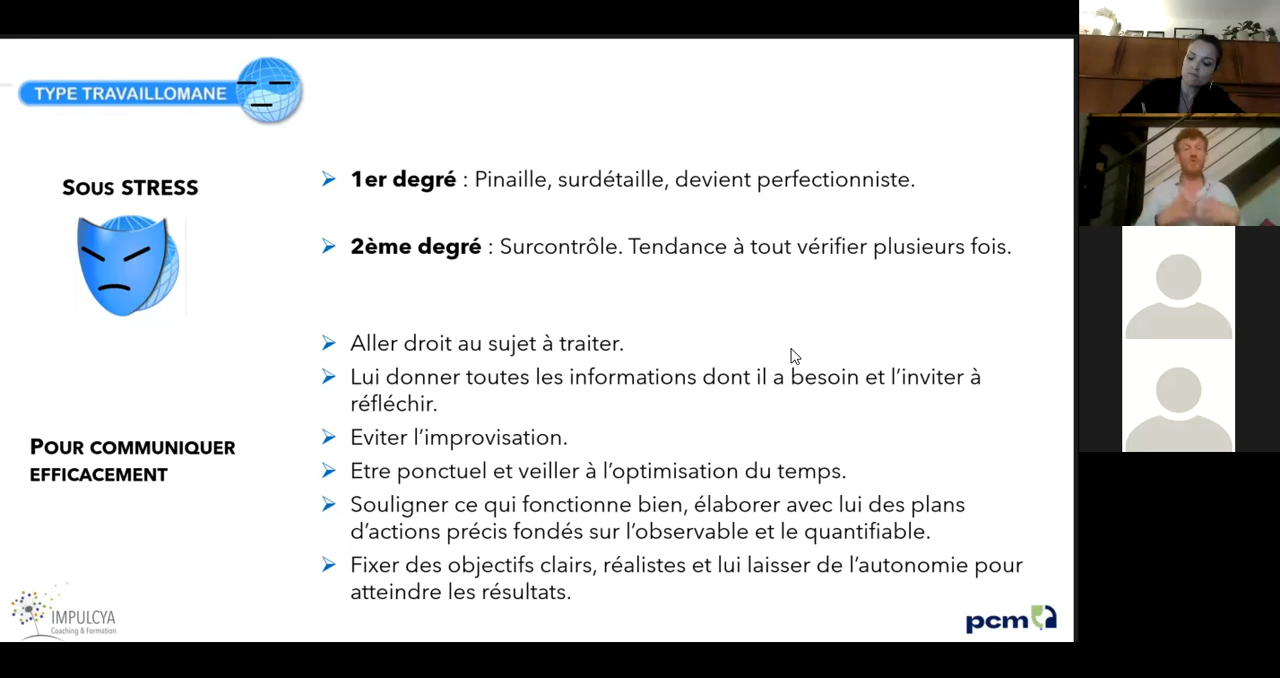 TYPE TRAVAILLOMANE
SOUS STRESS
1er degré : Pinaille, surdétaille, devient perfectionniste.
2ème degré : Surcontrôle. Tendance à tout vérifier plusieurs fois.
POUR COMMUNIQUER
EFFICACEMENT
Aller droit au sujet à traiter.
Lui donner toutes les informations dont il a besoin et l’inviter à
réfléchir.
Eviter l’improvisation.
Etre ponctuel et veiller à l’optimisation du temps.
Souligner ce qui fonctionne bien, élaborer avec lui des plans
d’actions précis fondés sur l’observable et le quantifiable.
Fixer des objectifs clairs, réalistes et lui laisser de l’autonomie pour
atteindre les résultats.
IMPULCYA
Coaching & Formation
pcm